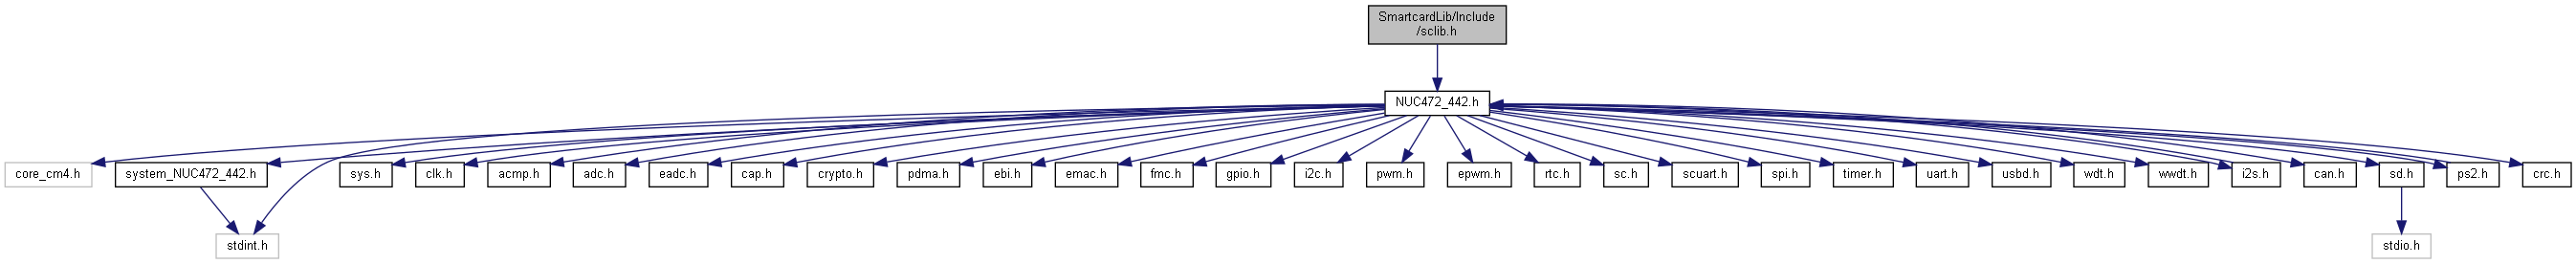 SmartcardLib/Include
/sclib.h
NUC472_442.h
core_cm4.h
system_NUC472_442.h
sys.h
clk.h
acmp.h
adc.h
eadc.h
cap.h
crypto.h
pdma.h
ebi.h
emac.h
fmc.h
gpio.h
i2c.h
pwm.h
epwm.h
rtc.h
sc.h
scuart.h
spi.h
timer.h
uart.h
usbd.h
wdt.h
wwdt.h
i2s.h
can.h
sd.h
ps2.h
crc.h
stdint.h
stdio.h